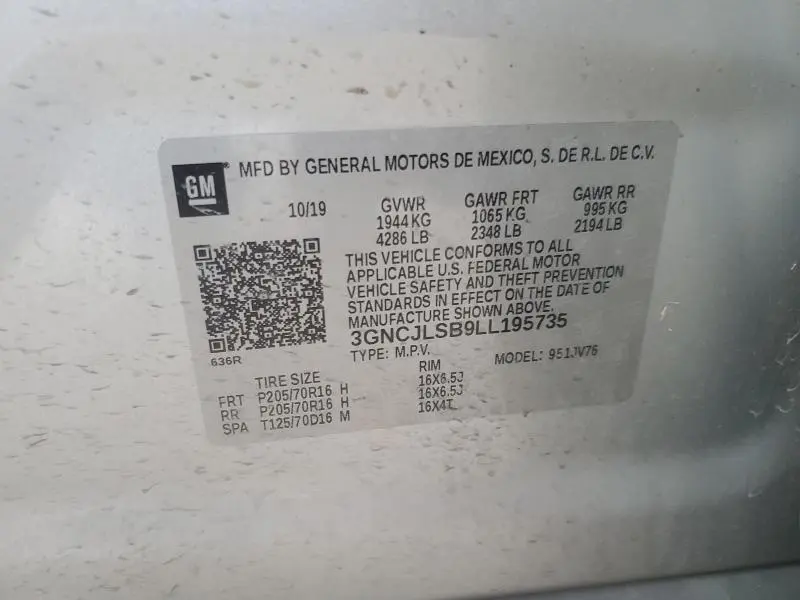 GM ® MFD BY GENERAL MOTORS DE MEXICO, S. DE R.L. DE C.V.
10/19 GVWR GAWR FRT GAWR RR
1944 KG 1065 KG 995 KG
4286 LB 2348 LB 2194 LB
THIS VEHICLE CONFORMS TO ALL
APPLICABLE U.S. FEDERAL MOTOR
VEHICLE SAFETY AND THEFT PREVENTION
STANDARDS IN EFFECT ON THE DATE OF
MANUFACTURE SHOWN ABOVE.
3GNCJLSB9LL195735
636R TYPE: M.P.V. MODEL: 951JV76
TIRE SIZE RIM
FRT P205/70R16 H 16X6.5J
RR P205/70R16 H 16X6.5J
SPA T125/70D16 M 16X4T